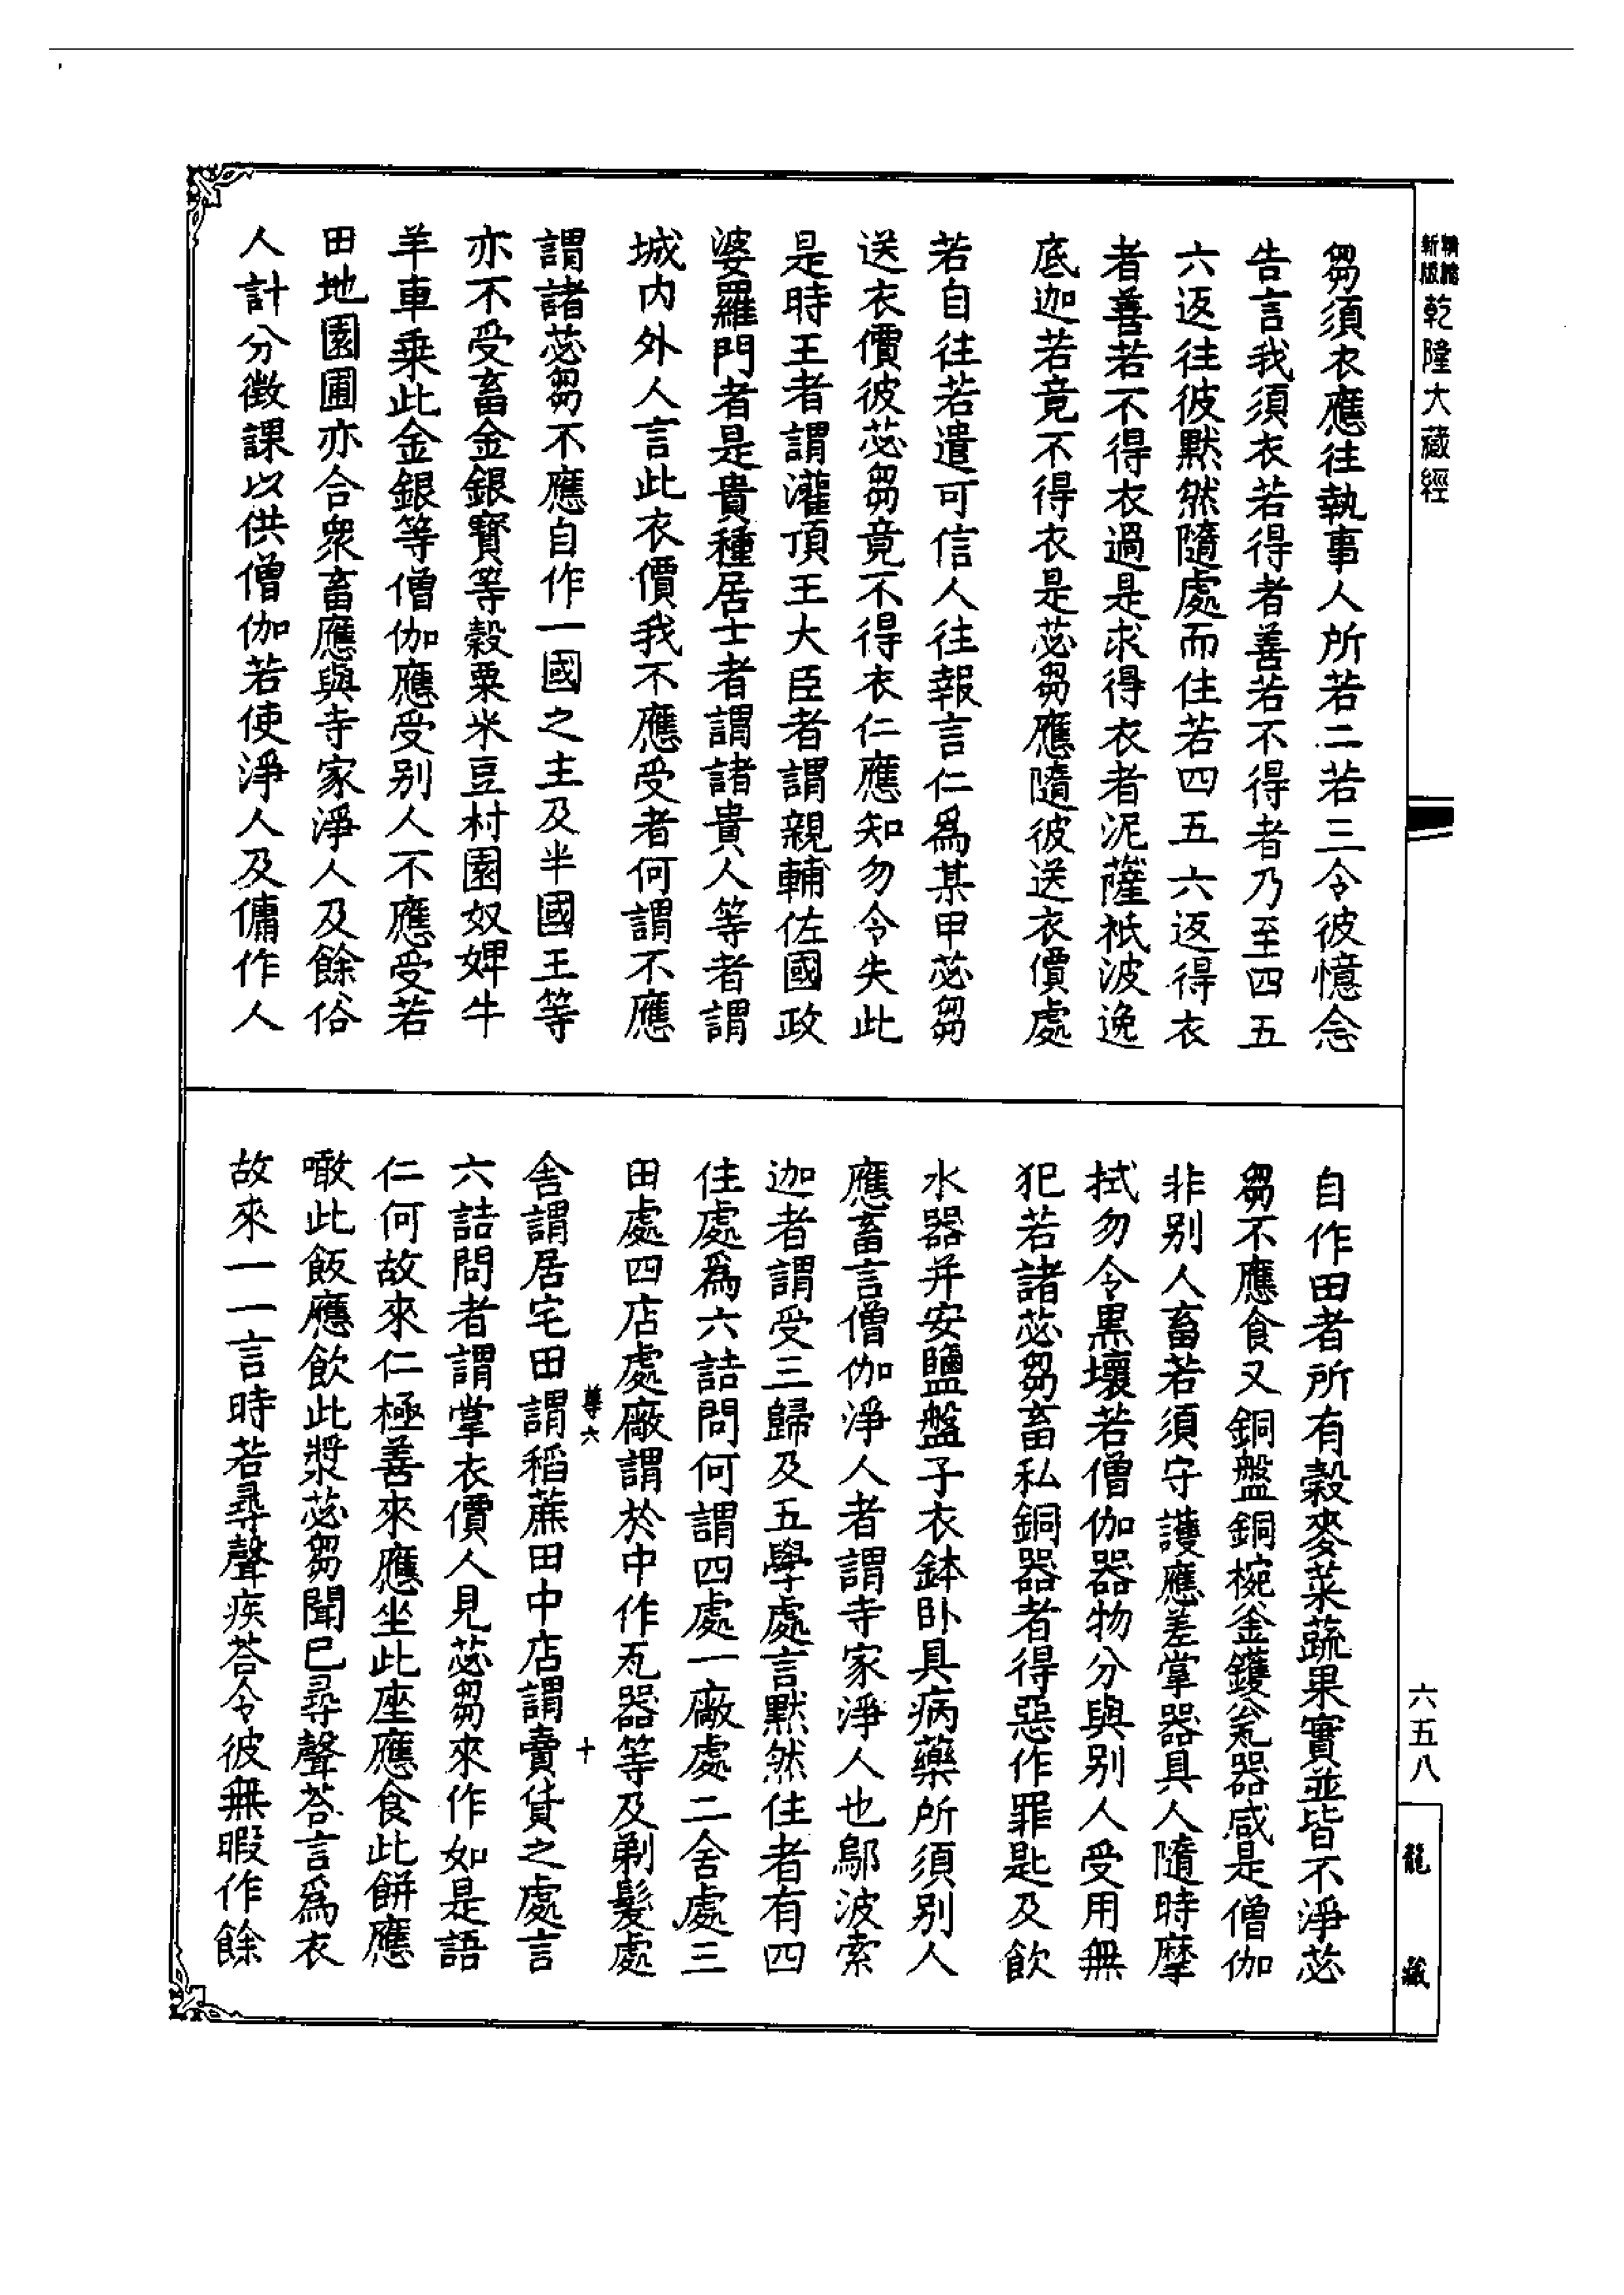 新版
精縮
乾隆大藏經
芻須衣應往執事人所若二若三令彼憶念
告言我須衣若得者善若不得者乃至四五
六返往彼默然隨處而住若四五六返得衣
者善若不得衣過是求得衣者泥薩祇波逸
底迦若竟不得衣是苾芻應隨彼送衣價處
若自往若遣可信人往報言仁爲某甲苾芻
送衣價彼苾芻竟不得衣仁應知勿令失此
是時王者謂灌頂王大臣者謂親輔佐國政
婆羅門者是貴種居士者謂諸貴人等者謂
城内外人言此衣價我不應受者何謂不應
謂諸苾芻不應自作一國之主及半國王等
亦不受畜金銀寶等穀粟米豆村園奴婢牛
羊車乘此金銀等僧伽應受别人不應受若
田地園圃亦合衆畜應與寺家淨人及餘俗
人計分徵課以供僧伽若使淨人及傭作人
自作田者所有穀麥菜蔬果實並皆不淨苾
芻不應食又銅盤銅椀釜鑊瓮器咸是僧伽
非别人畜若須守護應差掌器具人隨時摩
拭勿令黑壞若僧伽器物分與别人受用無
犯若諸苾芻畜私銅器者得惡作罪匙及飲
水器并安鹽盤子衣鉢卧具病藥所須别人
應畜言僧伽淨人者謂寺家淨人也鄔波索
迦者謂受三歸及五學處言默然住者有四
住處爲六詰問何謂四處一廠處二舍處三
田處四店處廠謂於中作瓦器等及剃髮處
尊六
十
舍謂居宅田謂稻蔗田中店謂賣貨之處言
六詰問者謂掌衣價人見苾芻來作如是語
仁何故來仁極善來應坐此座應食此餅應
噉此飯應飲此漿苾芻聞已尋聲荅言爲衣
故來一一言時若尋聲疾荅令彼無暇作餘
六五八
龍藏